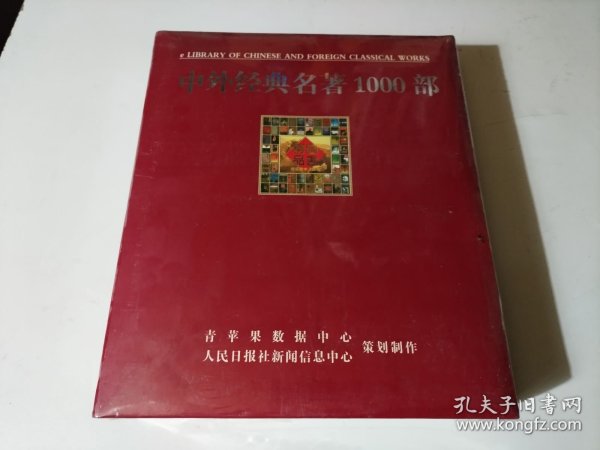 e LIBRARY OF CHINESE AND FOREIGN CLASSICAL WORKS
中外经典名著1000部
青苹果数据中心
人民日报社新闻信息中心
策划制作
孔夫子旧书网
www.kongfz.com